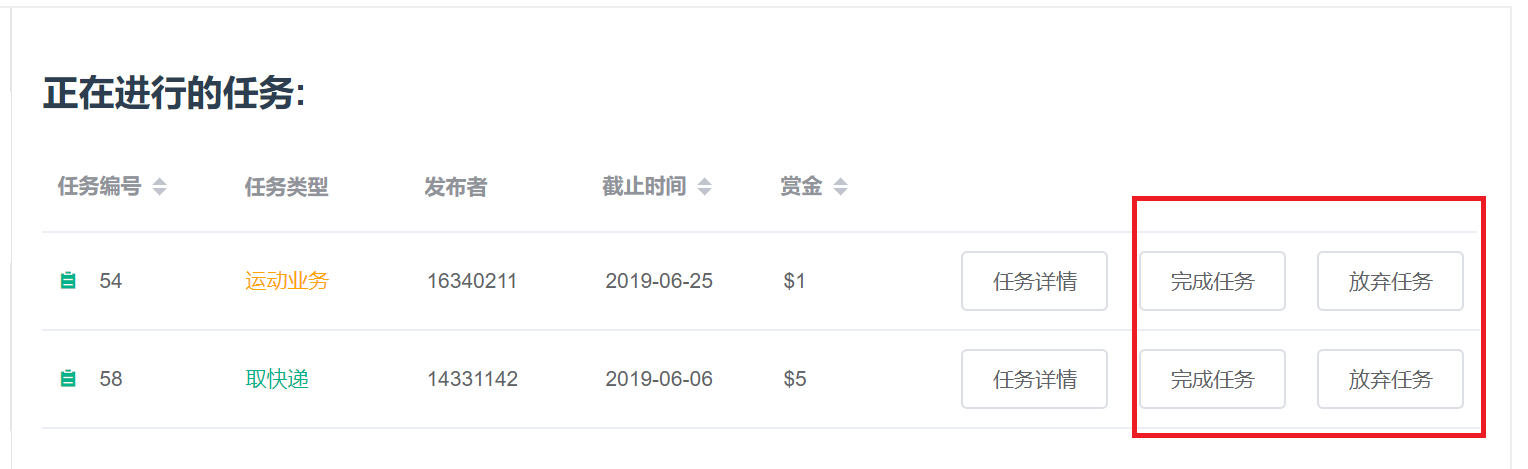 正在进行的任务:
任务编号 任务类型 发布者 截止时间 赏金
54 运动业务 16340211 2019-06-25 $1 任务详情 完成任务 放弃任务
58 取快递 14331142 2019-06-06 $5 任务详情 完成任务 放弃任务